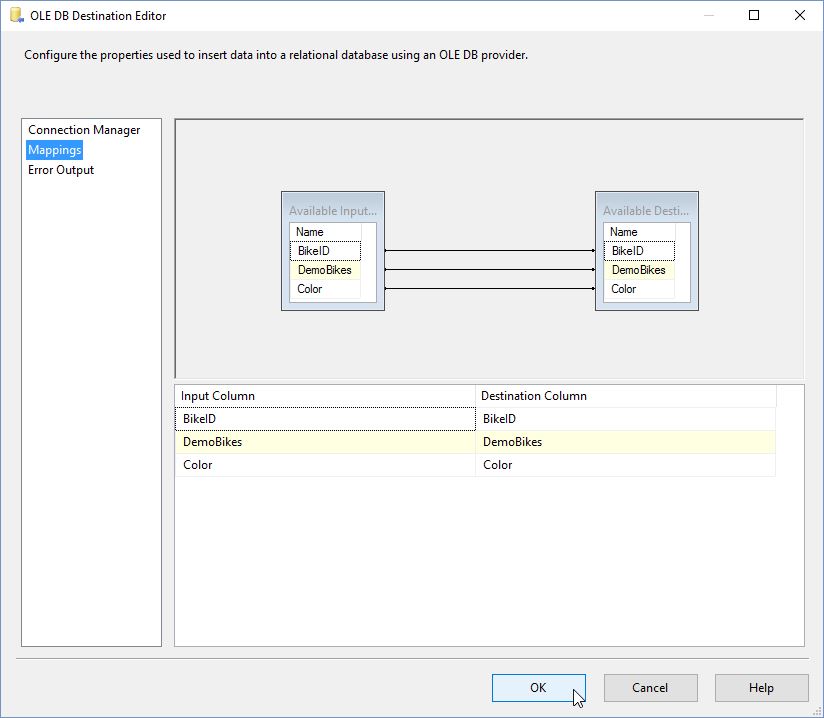 OLE DB Destination Editor
Configure the properties used to insert data into a relational database using an OLE DB provider.
Connection Manager
Mappings
Error Output
Available Input...
Name
BikeID
DemoBikes
Color
Available Desti...
Name
BikeID
DemoBikes
Color
Input Column Destination Column
BikeID BikeID
DemoBikes DemoBikes
Color Color
OK Cancel Help